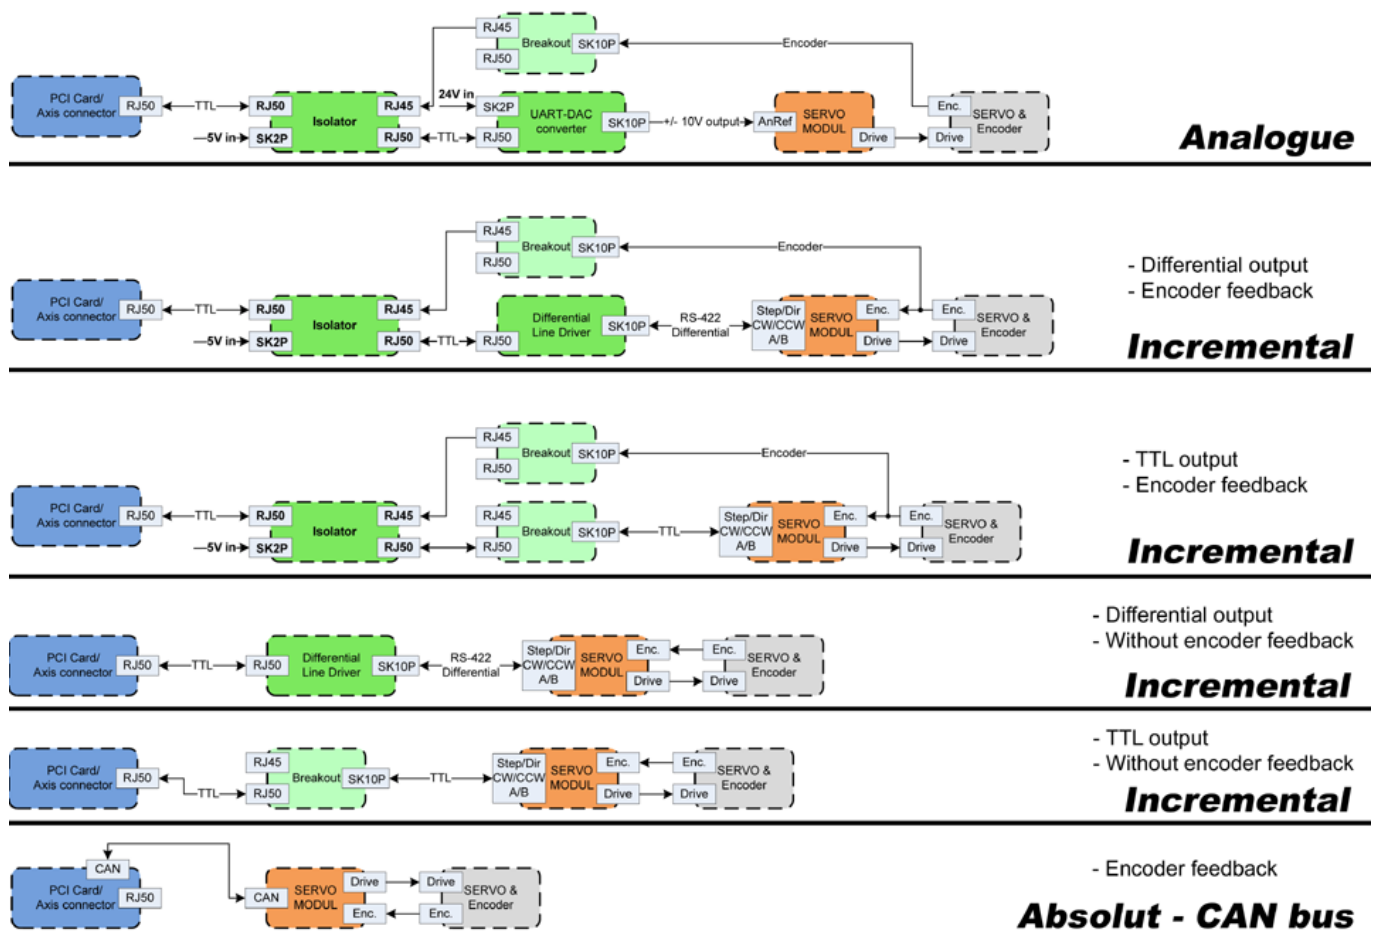 RJ45
Breakout
SK10P
Encoder
RJ50
PCI Card/
Axis connector
RJ50
TTL
RJ50
Isolator
RJ45
5V in
SK2P
RJ50
TTL
24V in
SK2P
UART-DAC
converter
RJ50
SK10P
+/- 10V output
AnRef
SERVO
MODUL
Drive
Enc.
Drive
SERVO &
Encoder
Analogue
RJ45
Breakout
SK10P
Encoder
RJ50
PCI Card/
Axis connector
RJ50
TTL
RJ50
Isolator
RJ45
5V in
SK2P
RJ50
TTL
RJ50
Differential
Line Driver
SK10P
RS-422
Differential
Step/Dir
CW/CCW
A/B
SERVO
MODUL
Enc.
Drive
Enc.
Drive
SERVO &
Encoder
- Differential output
- Encoder feedback
Incremental
RJ45
Breakout
SK10P
Encoder
RJ50
PCI Card/
Axis connector
RJ50
TTL
RJ50
Isolator
RJ45
5V in
SK2P
RJ50
RJ45
Breakout
RJ50
SK10P
TTL
Step/Dir
CW/CCW
A/B
SERVO
MODUL
Enc.
Drive
Enc.
Drive
SERVO &
Encoder
- TTL output
- Encoder feedback
Incremental
PCI Card/
Axis connector
RJ50
TTL
RJ50
Differential
Line Driver
SK10P
RS-422
Differential
Step/Dir
CW/CCW
A/B
SERVO
MODUL
Enc.
Drive
Enc.
Drive
SERVO &
Encoder
- Differential output
- Without encoder feedback
Incremental
PCI Card/
Axis connector
RJ50
TTL
RJ45
Breakout
RJ50
SK10P
TTL
Step/Dir
CW/CCW
A/B
SERVO
MODUL
Enc.
Drive
Enc.
Drive
SERVO &
Encoder
- TTL output
- Without encoder feedback
Incremental
CAN
PCI Card/
Axis connector
RJ50
CAN
SERVO
MODUL
Drive
Enc.
Drive
Enc.
SERVO &
Encoder
- Encoder feedback
Absolut - CAN bus